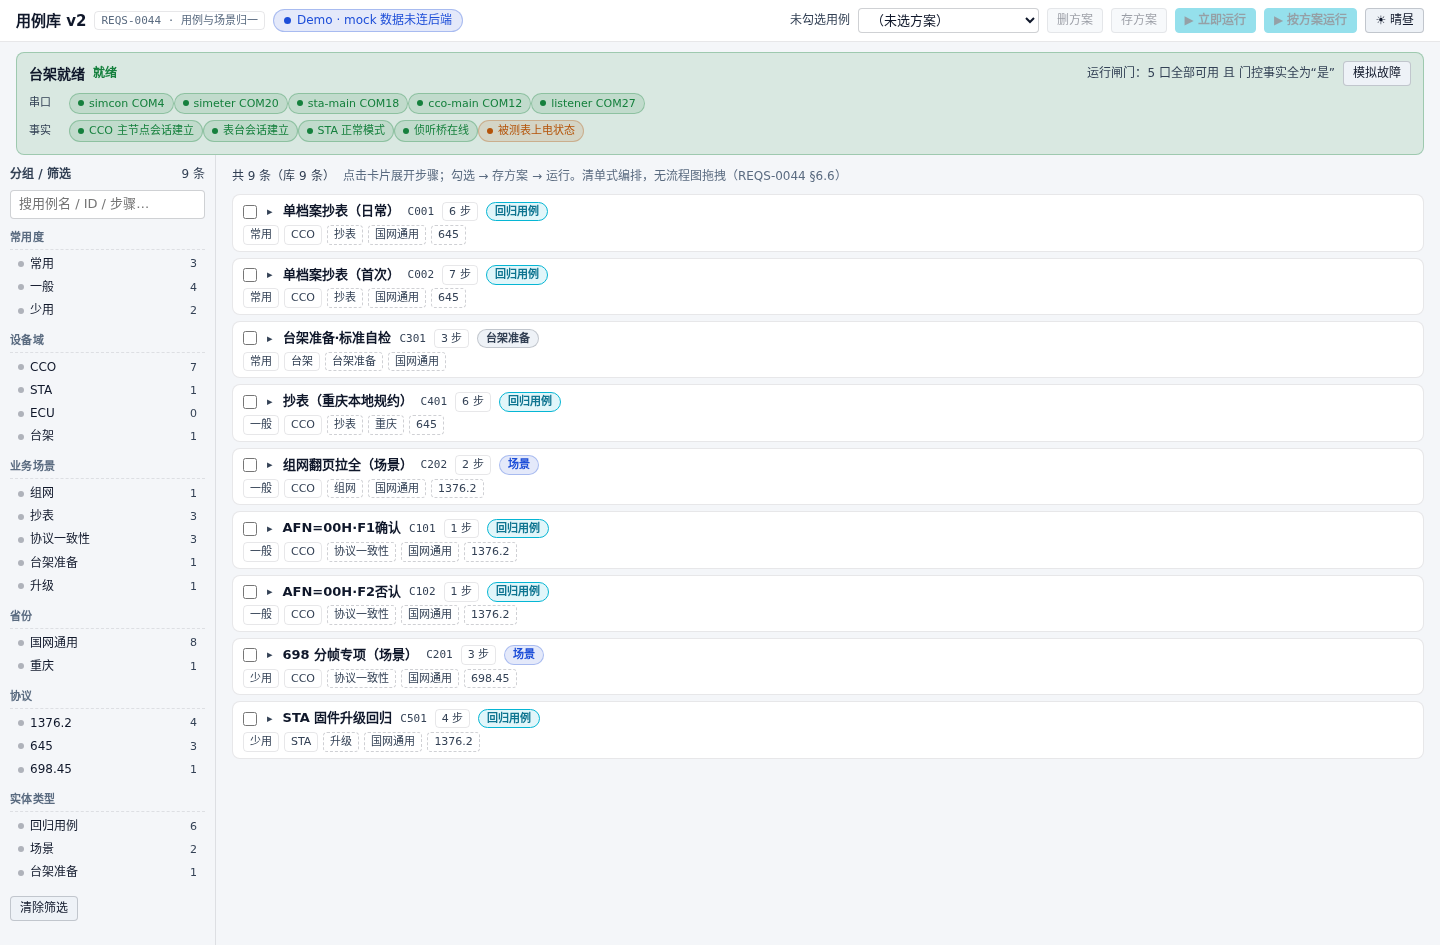 用例库 v2 REQS-0044 · 用例与场景归一 Demo · mock 数据未连后端 未勾选用例 （未选方案） 删方案 存方案 ▶ 立即运行 ▶ 按方案运行 ☀ 晴昼
台架就绪 就绪 运行闸门：5 口全部可用 且 门控事实全为“是” 模拟故障
串口 simcon COM4 simeter COM20 sta-main COM18 cco-main COM12 listener COM27
事实 CCO 主节点会话建立 表台会话建立 STA 正常模式 侦听桥在线 被测表上电状态
分组 / 筛选 9 条
搜用例名 / ID / 步骤…
常用度
常用 3
一般 4
少用 2
设备域
CCO 7
STA 1
ECU 0
台架 1
业务场景
组网 1
抄表 3
协议一致性 3
台架准备 1
升级 1
省份
国网通用 8
重庆 1
协议
1376.2 4
645 3
698.45 1
实体类型
回归用例 6
场景 2
台架准备 1
清除筛选
共 9 条（库 9 条） 点击卡片展开步骤；勾选 → 存方案 → 运行。清单式编排，无流程图拖拽（REQS-0044 §6.6）
▸ 单档案抄表（日常） C001 6 步 回归用例
常用 CCO 抄表 国网通用 645
▸ 单档案抄表（首次） C002 7 步 回归用例
常用 CCO 抄表 国网通用 645
▸ 台架准备·标准自检 C301 3 步 台架准备
常用 台架 台架准备 国网通用
▸ 抄表（重庆本地规约） C401 6 步 回归用例
一般 CCO 抄表 重庆 645
▸ 组网翻页拉全（场景） C202 2 步 场景
一般 CCO 组网 国网通用 1376.2
▸ AFN=00H·F1确认 C101 1 步 回归用例
一般 CCO 协议一致性 国网通用 1376.2
▸ AFN=00H·F2否认 C102 1 步 回归用例
一般 CCO 协议一致性 国网通用 1376.2
▸ 698 分帧专项（场景） C201 3 步 场景
少用 CCO 协议一致性 国网通用 698.45
▸ STA 固件升级回归 C501 4 步 回归用例
少用 STA 升级 国网通用 1376.2